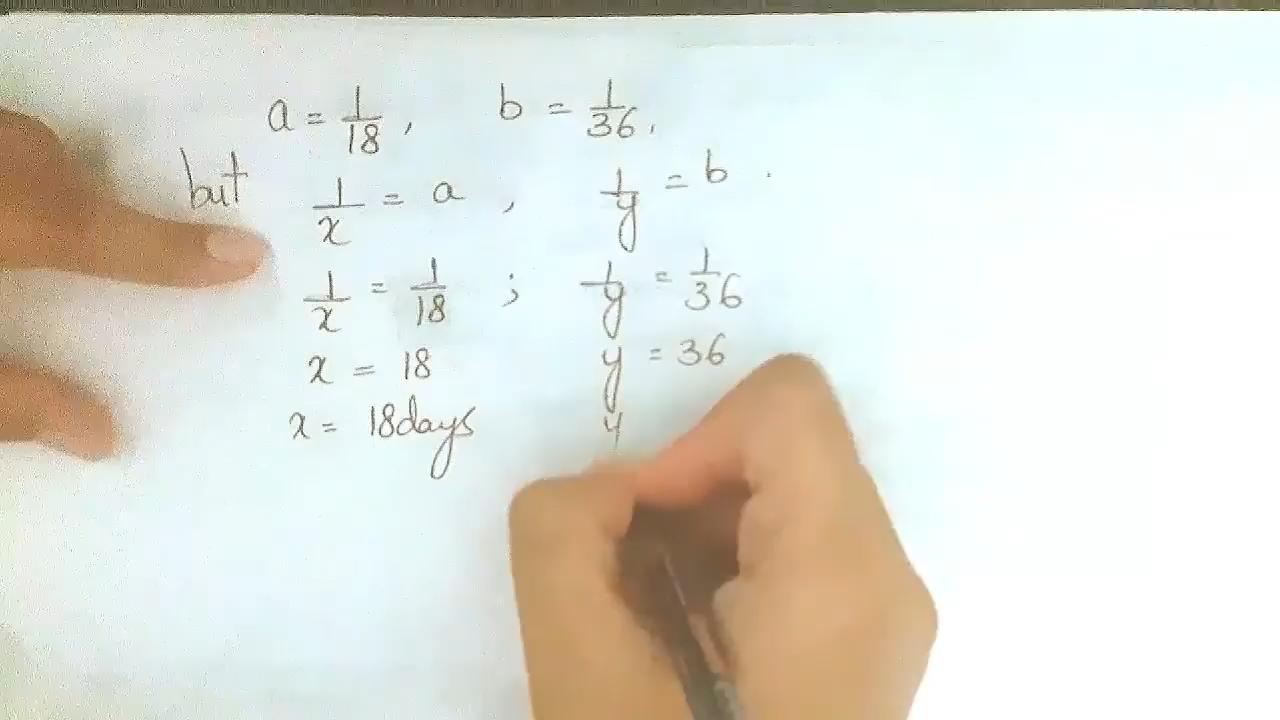 a = 1/18 , b = 1/36 .
but 1/x = a , 1/y = b .
1/x = 1/18 ; 1/y = 1/36
x = 18 y = 36
x = 18days y